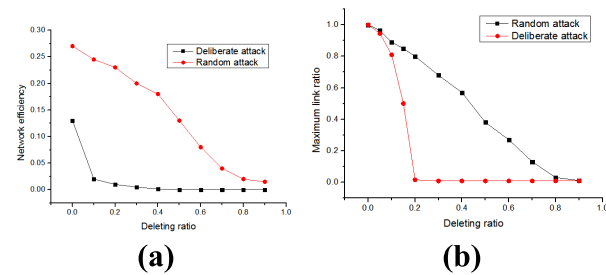 0.30
0.25
0.20
0.15
0.10
0.05
0.00
Network efficiency
Deliberate attack
Random attack
0.0 0.2 0.4 0.6 0.8 1.0
Deleting ratio
(a)
1.0
0.8
0.6
0.4
0.2
0.0
Maximum link ratio
Random attack
Deliberate attack
0.0 0.2 0.4 0.6 0.8 1.0
Deleting ratio
(b)